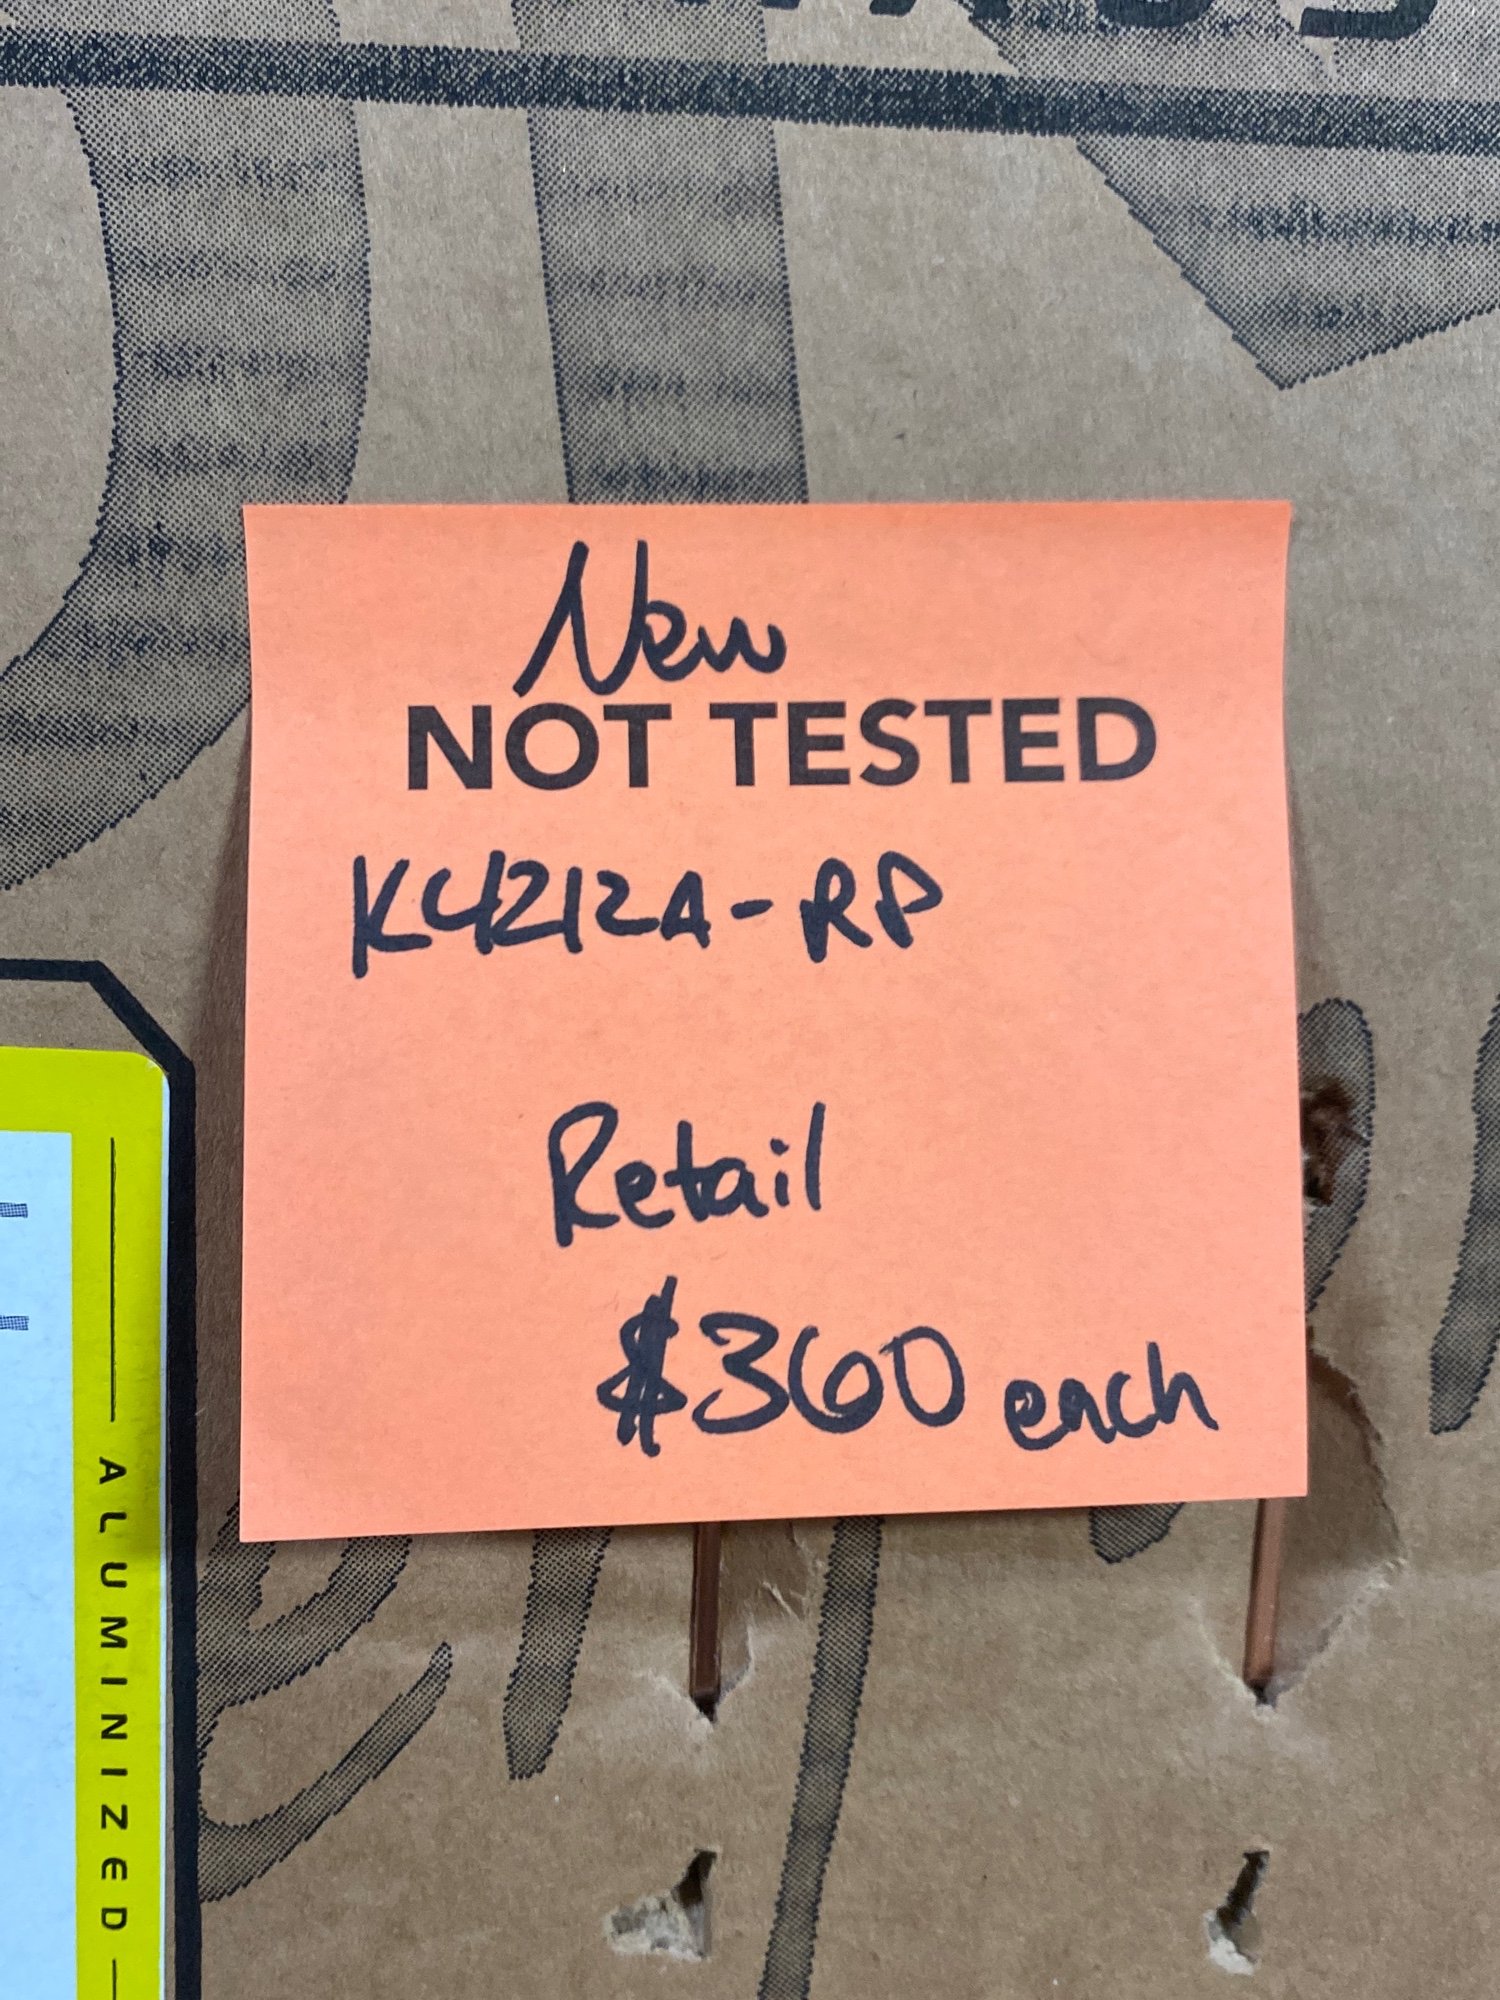 New
NOT TESTED
K4212A-RP
Retail
$360 each
ALUMINIZED